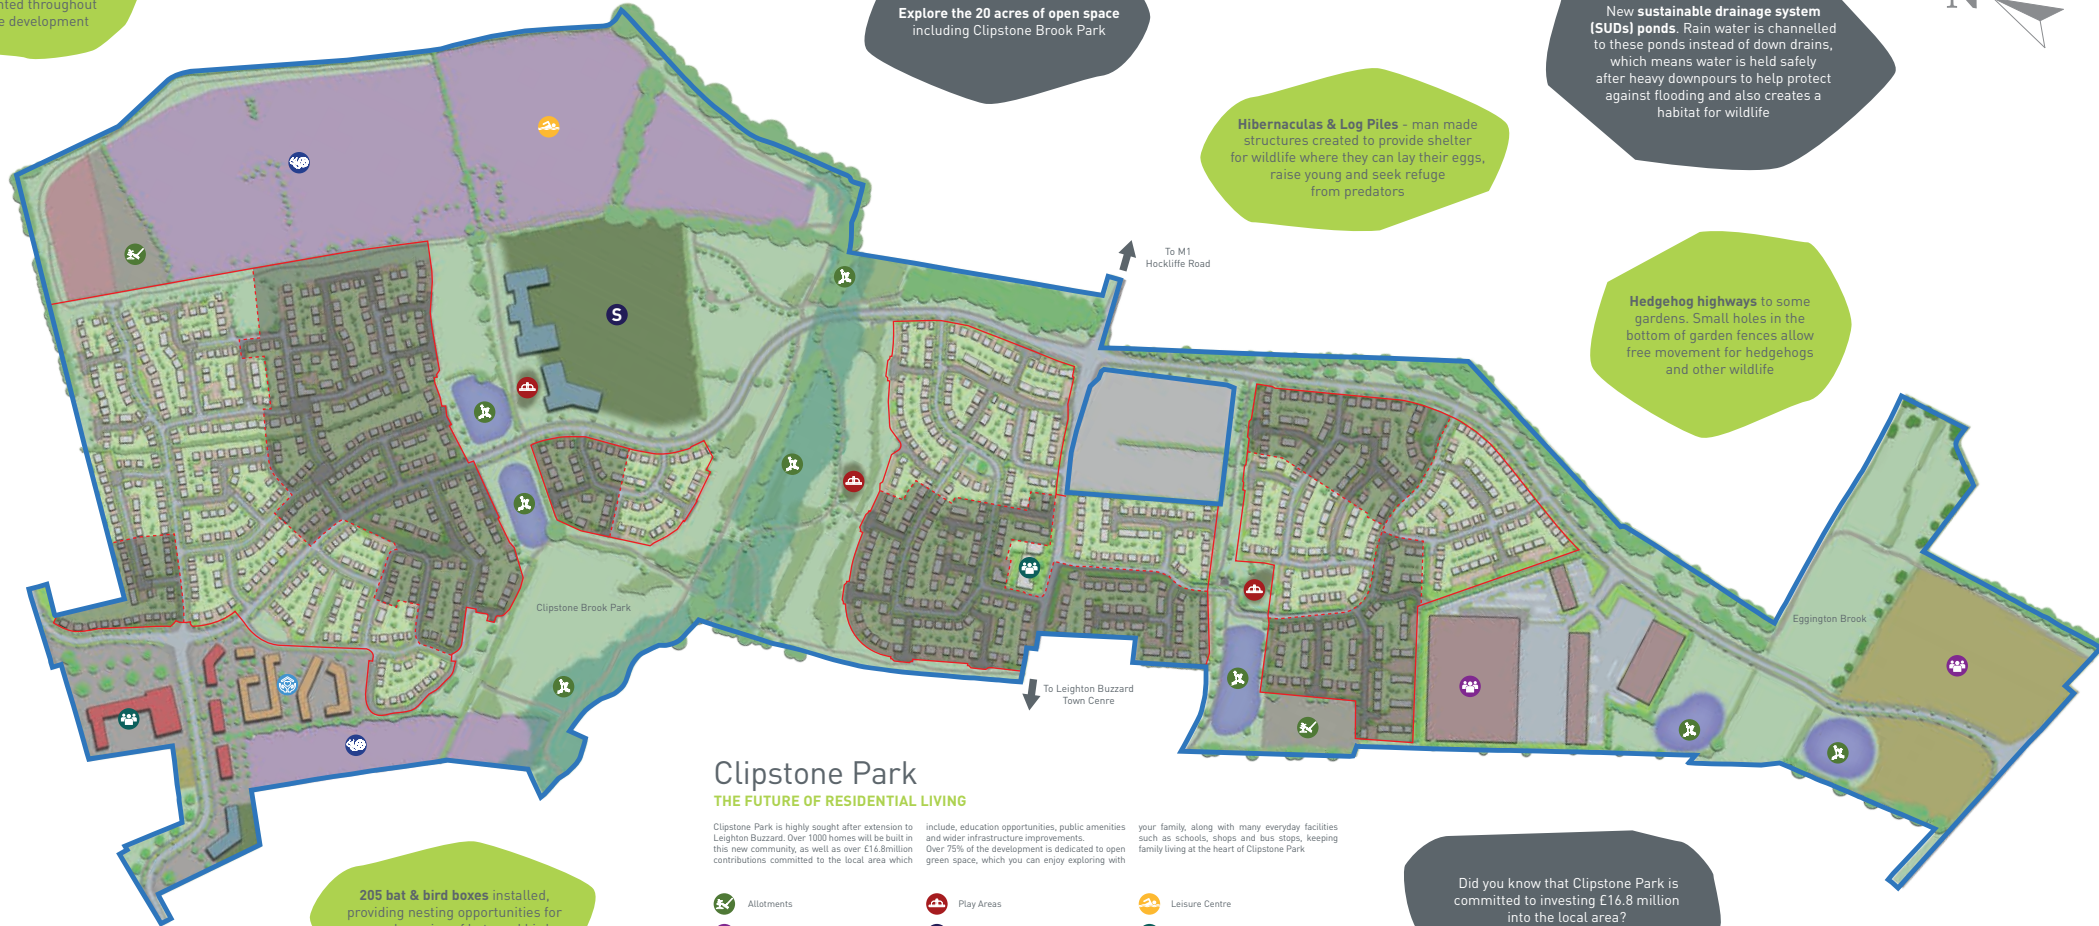 nted throughout
e development
Explore the 20 acres of open space
including Clipstone Brook Park
New sustainable drainage system
(SUDs) ponds. Rain water is channelled
to these ponds instead of down drains,
which means water is held safely
after heavy downpours to help protect
against flooding and also creates a
habitat for wildlife
N
Hibernaculas & Log Piles - man made
structures created to provide shelter
for wildlife where they can lay their eggs,
raise young and seek refuge
from predators
To M1
Hockliffe Road
Hedgehog highways to some
gardens. Small holes in the
bottom of garden fences allow
free movement for hedgehogs
and other wildlife
S
Clipstone Brook Park
Eggington Brook
To Leighton Buzzard
Town Cenre
Clipstone Park
THE FUTURE OF RESIDENTIAL LIVING
Clipstone Park is highly sought after extension to
Leighton Buzzard. Over 1000 homes will be built in
this new community, as well as over £16.8million
contributions committed to the local area which
include, education opportunities, public amenities
and wider infrastructure improvements.
Over 75% of the development is dedicated to open
green space, which you can enjoy exploring with
your family, along with many everyday facilities
such as schools, shops and bus stops, keeping
family living at the heart of Clipstone Park
Allotments
Play Areas
Leisure Centre
205 bat & bird boxes installed,
providing nesting opportunities for
Did you know that Clipstone Park is
committed to investing £16.8 million
into the local area?